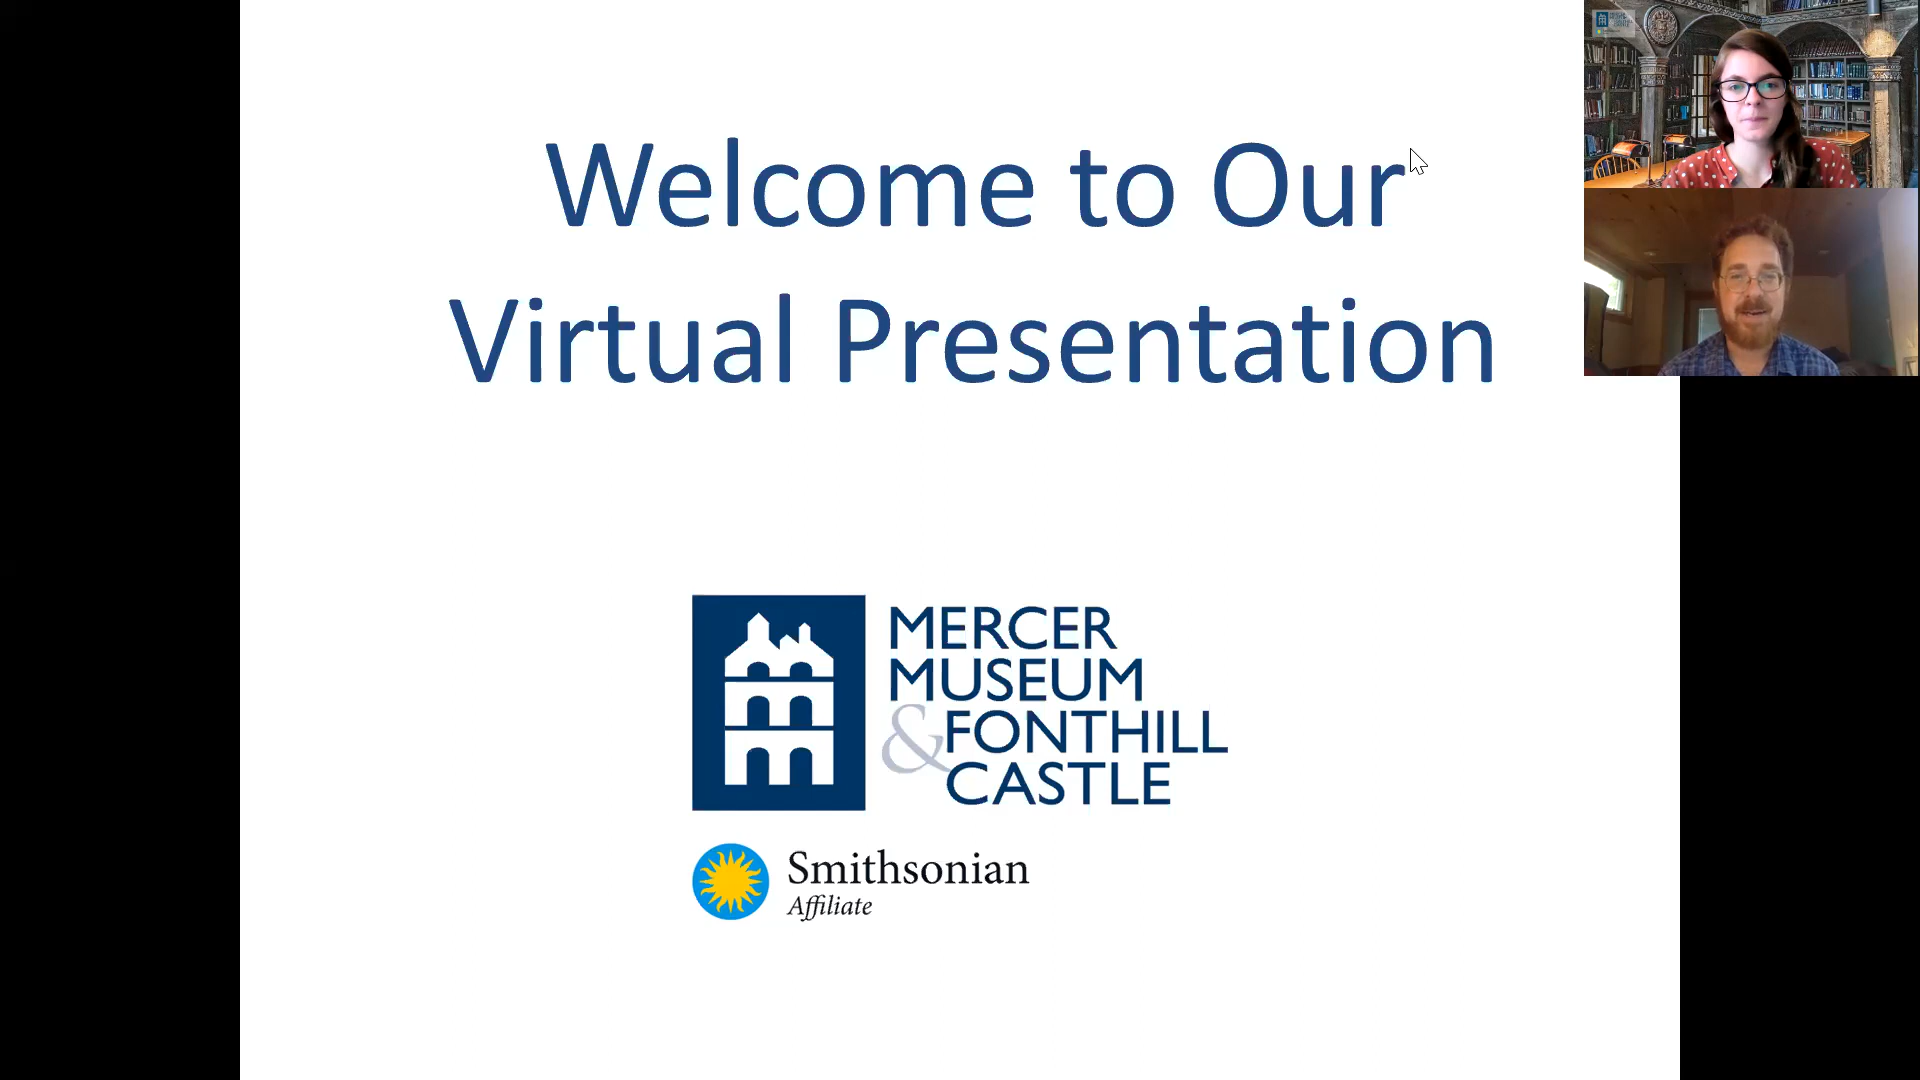 Welcome to Our
Virtual Presentation
MERCER
MUSEUM
& FONTHILL
CASTLE
Smithsonian
Affiliate